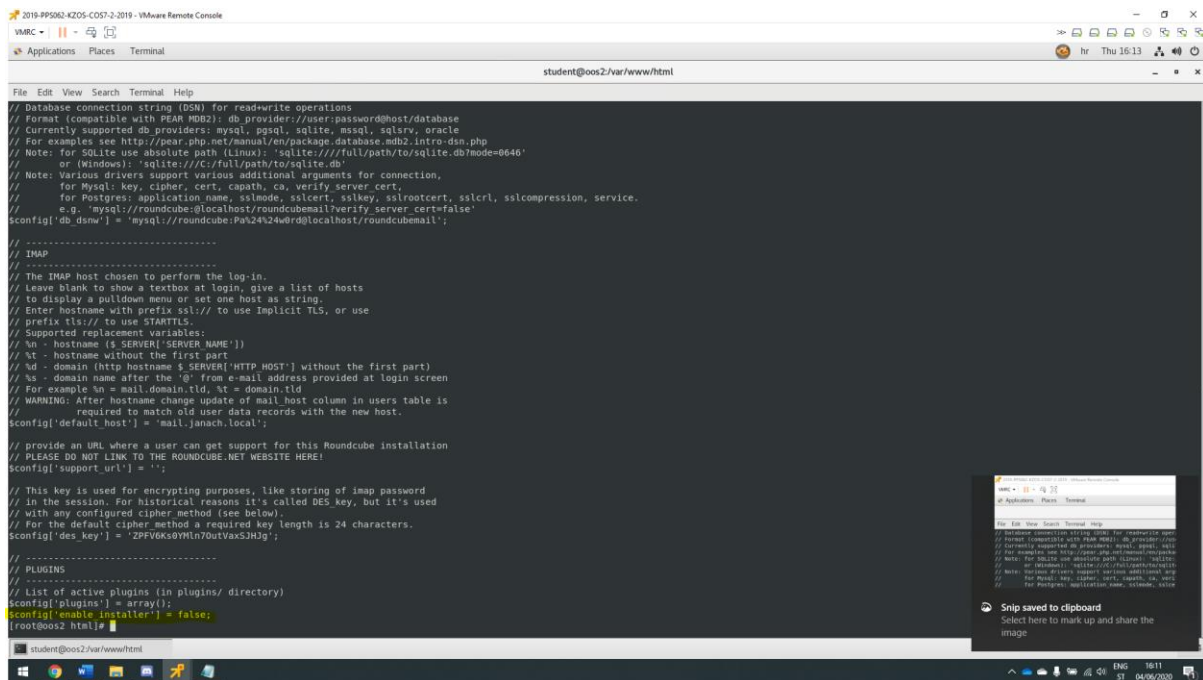 2019-PPS062-KZOS-COS7-2-2019 - VMware Remote Console
VMRC
Applications Places Terminal
hr Thu 16:13
student@oos2:/var/www/html
File Edit View Search Terminal Help
// Database connection string (DSN) for read+write operations
// Format (compatible with PEAR MDB2): db_provider://user:password@host/database
// Currently supported db_providers: mysql, pgsql, sqlite, mssql, sqlsrv, oracle
// For examples see http://pear.php.net/manual/en/package.database.mdb2.intro-dsn.php
// Note: for SQLite use absolute path (Linux): 'sqlite:////full/path/to/sqlite.db?mode=0646'
//       or (Windows): 'sqlite:///C:/full/path/to/sqlite.db'
// Note: Various drivers support various additional arguments for connection,
//       for Mysql: key, cipher, cert, capath, ca, verify_server_cert,
//       for Postgres: application_name, sslmode, sslcert, sslkey, sslrootcert, sslcrl, sslcompression, service.
//       e.g. 'mysql://roundcube:@localhost/roundcubemail?verify_server_cert=false'
$config['db_dsnw'] = 'mysql://roundcube:Pa%24%24w0rd@localhost/roundcubemail';
// ----------------------------------
// IMAP
// ----------------------------------
// The IMAP host chosen to perform the log-in.
// Leave blank to show a textbox at login, give a list of hosts
// to display a pulldown menu or set one host as string.
// Enter hostname with prefix ssl:// to use Implicit TLS, or use
// prefix tls:// to use STARTTLS.
// Supported replacement variables:
// %n - hostname ($_SERVER['SERVER_NAME'])
// %t - hostname without the first part
// %d - domain (http hostname $_SERVER['HTTP_HOST'] without the first part)
// %s - domain name after the '@' from e-mail address provided at login screen
// For example %n = mail.domain.tld, %t = domain.tld
// WARNING: After hostname change update of mail_host column in users table is
//          required to match old user data records with the new host.
$config['default_host'] = 'mail.janach.local';
// provide an URL where a user can get support for this Roundcube installation
// PLEASE DO NOT LINK TO THE ROUNDCUBE.NET WEBSITE HERE!
$config['support_url'] = '';
// This key is used for encrypting purposes, like storing of imap password
// in the session. For historical reasons it's called DES_key, but it's used
// with any configured cipher_method (see below).
// For the default cipher_method a required key length is 24 characters.
$config['des_key'] = 'ZPFV6Ks0YMln7OutVaxSJHJg';
// ----------------------------------
// PLUGINS
// ----------------------------------
// List of active plugins (in plugins/ directory)
$config['plugins'] = array();
$config['enable_installer'] = false;
[root@oos2 html]#
Snip saved to clipboard
Select here to mark up and share the
image
student@oos2:/var/www/html
ENG 16:11
ST 04/06/2020